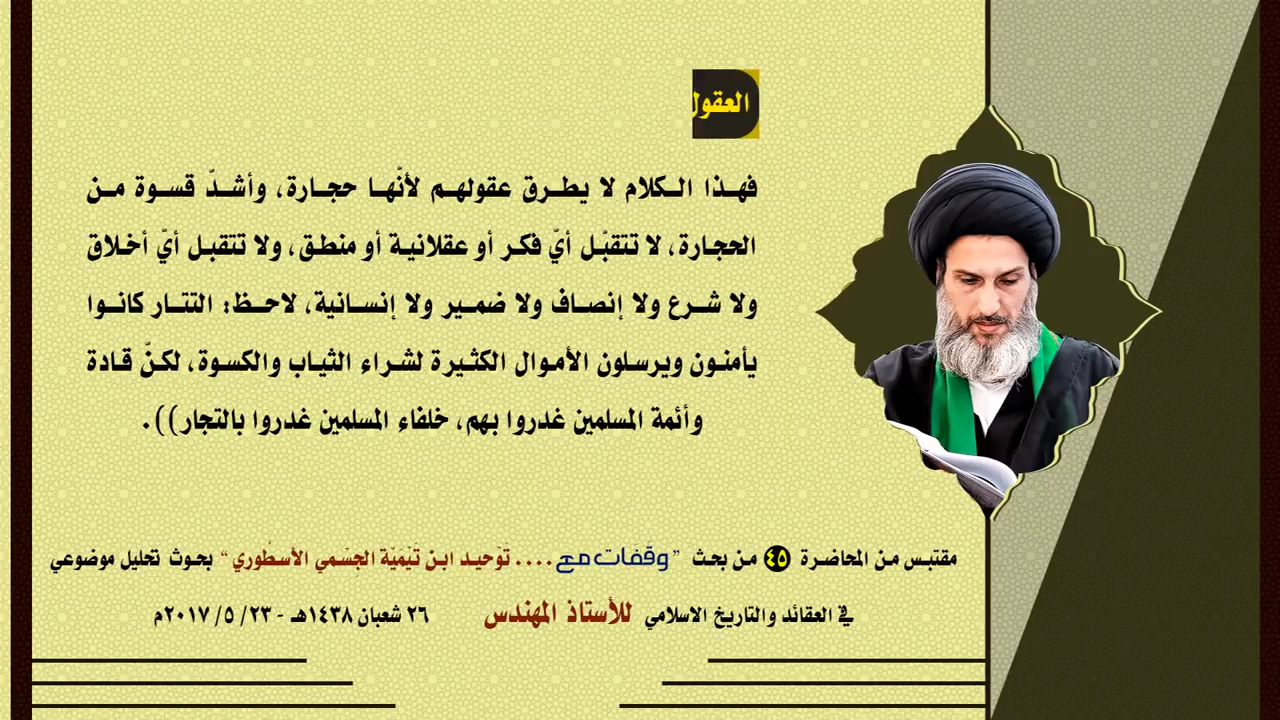 العقول
فهذا الكلام لا يطرق عقولهم لأنّها حجارة، وأشدّ قسوة من
الحجارة، لا تتقبّل أيّ فكر أو عقلانية أو منطق، ولا تتقبل أيّ أخلاق
ولا شرع ولا إنصاف ولا ضمير ولا إنسانية، لاحظ: التتار كانوا
يأمنون ويرسلون الأموال الكثيرة لشراء الثياب والكسوة، لكنّ قادة
وأئمة المسلمين غدروا بهم، خلفاء المسلمين غدروا بالتجار)).
مقتبس من المحاضرة ٤٥ من بحث "وقفات مع.... تَوْحيد ابن تَيْمَيّة الجِسْمي الأسطُوري" بحوث تحليل موضوعي
في العقائد والتاريخ الاسلامي للأستاذ المهندس ٢٦ شعبان ١٤٣٨هـ - ٢٣/ ٥/ ٢٠١٧م